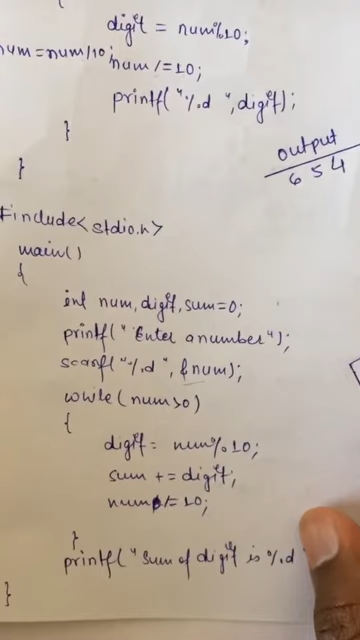 {
digit = num%10;
num=num/10; num /=10;
printf("%d ",digit);
}
}
output
6 5 4
#include<stdio.h>
main()
{
int num, digit, sum=0;
printf("Enter a number");
scanf("%d", &num);
while(num>0)
{
digit= num%10;
sum += digit;
num /= 10;
}
printf("Sum of digit is %d
}